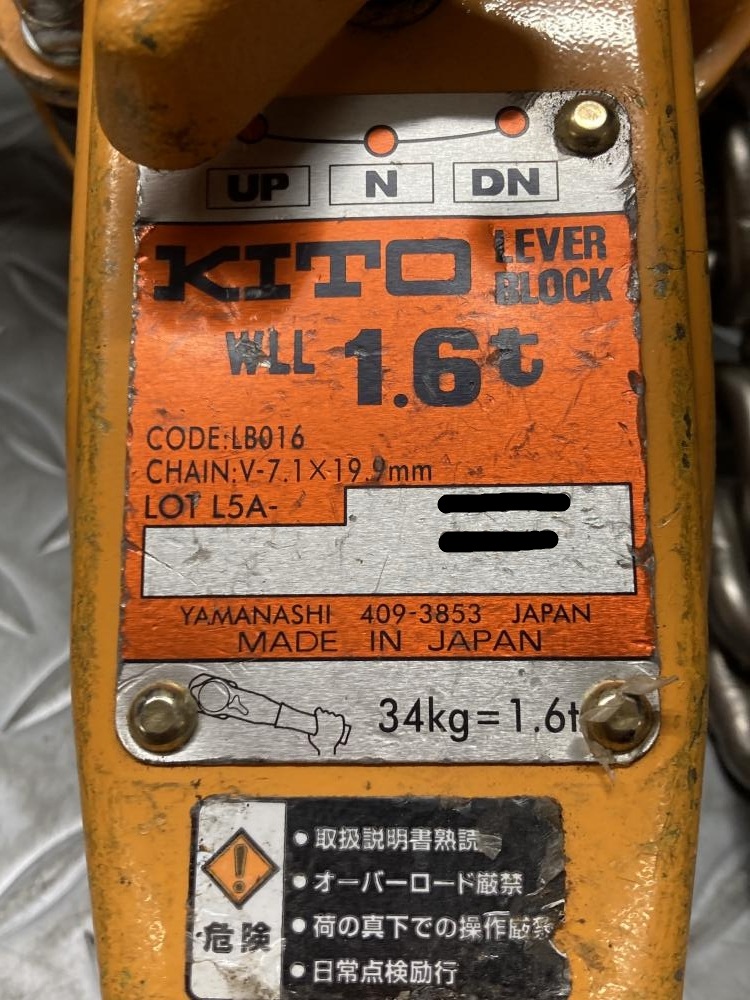 UP N DN
KITO LEVER BLOCK
WLL 1.6t
CODE:LB016
CHAIN:V-7.1×19.9mm
LOT L5A-
YAMANASHI 409-3853 JAPAN
MADE IN JAPAN
34kg=1.6t
危険
●取扱説明書熟読
●オーバーロード厳禁
●荷の真下での操作厳禁
●日常点検励行